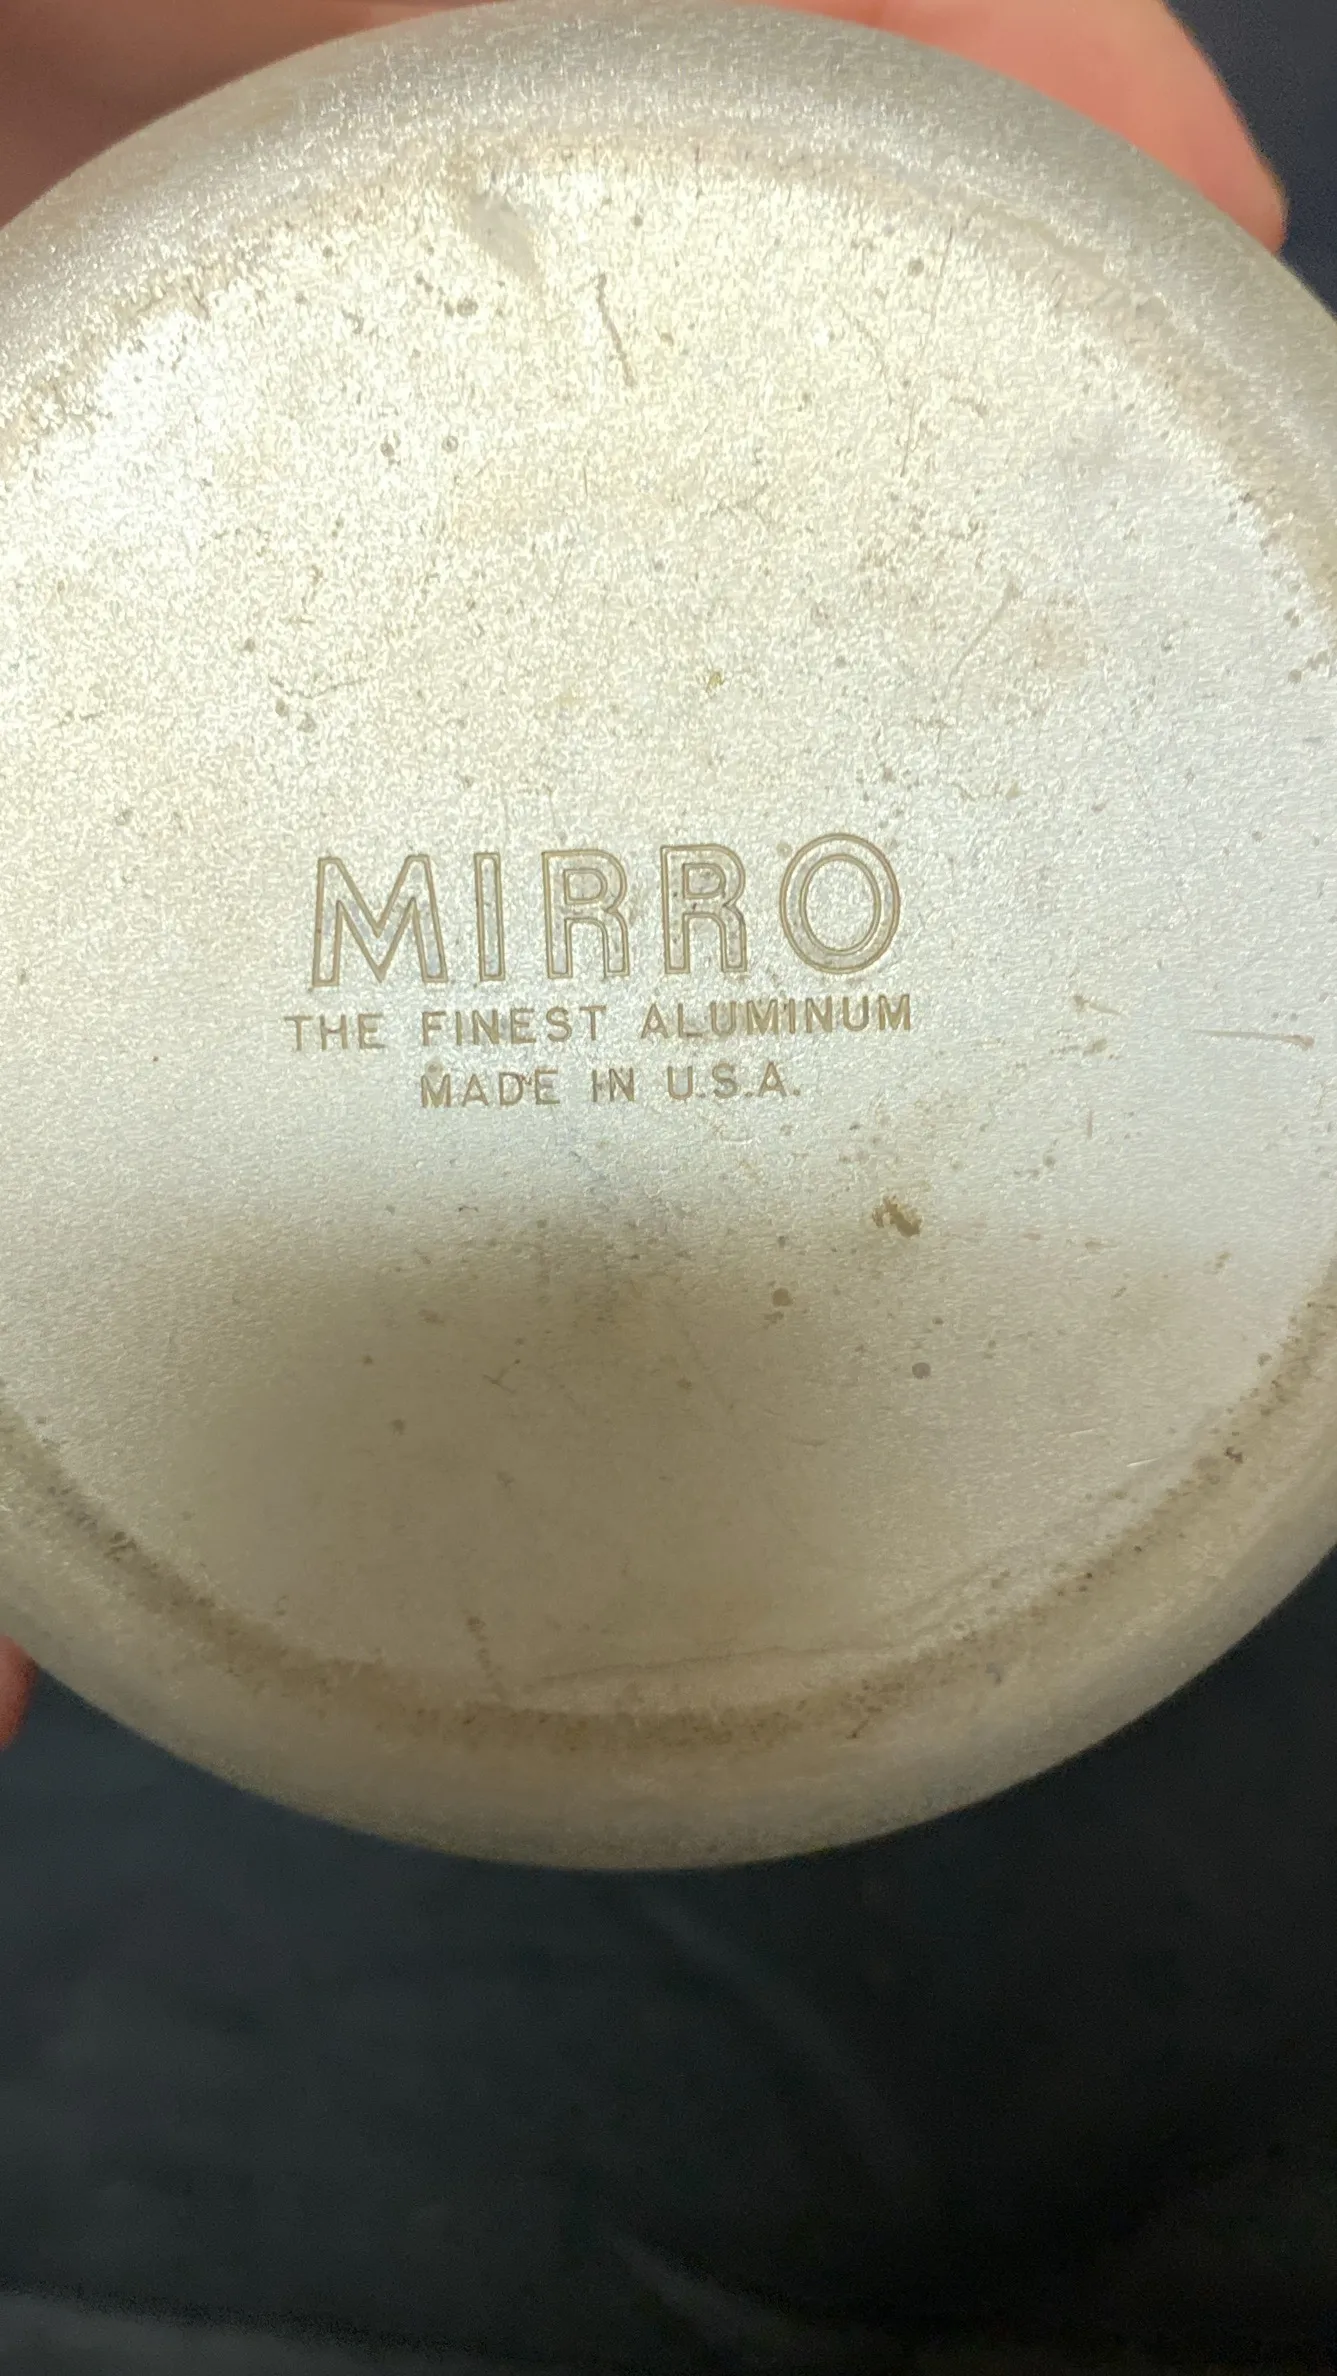 MIRRO
THE FINEST ALUMINUM
MADE IN U.S.A.